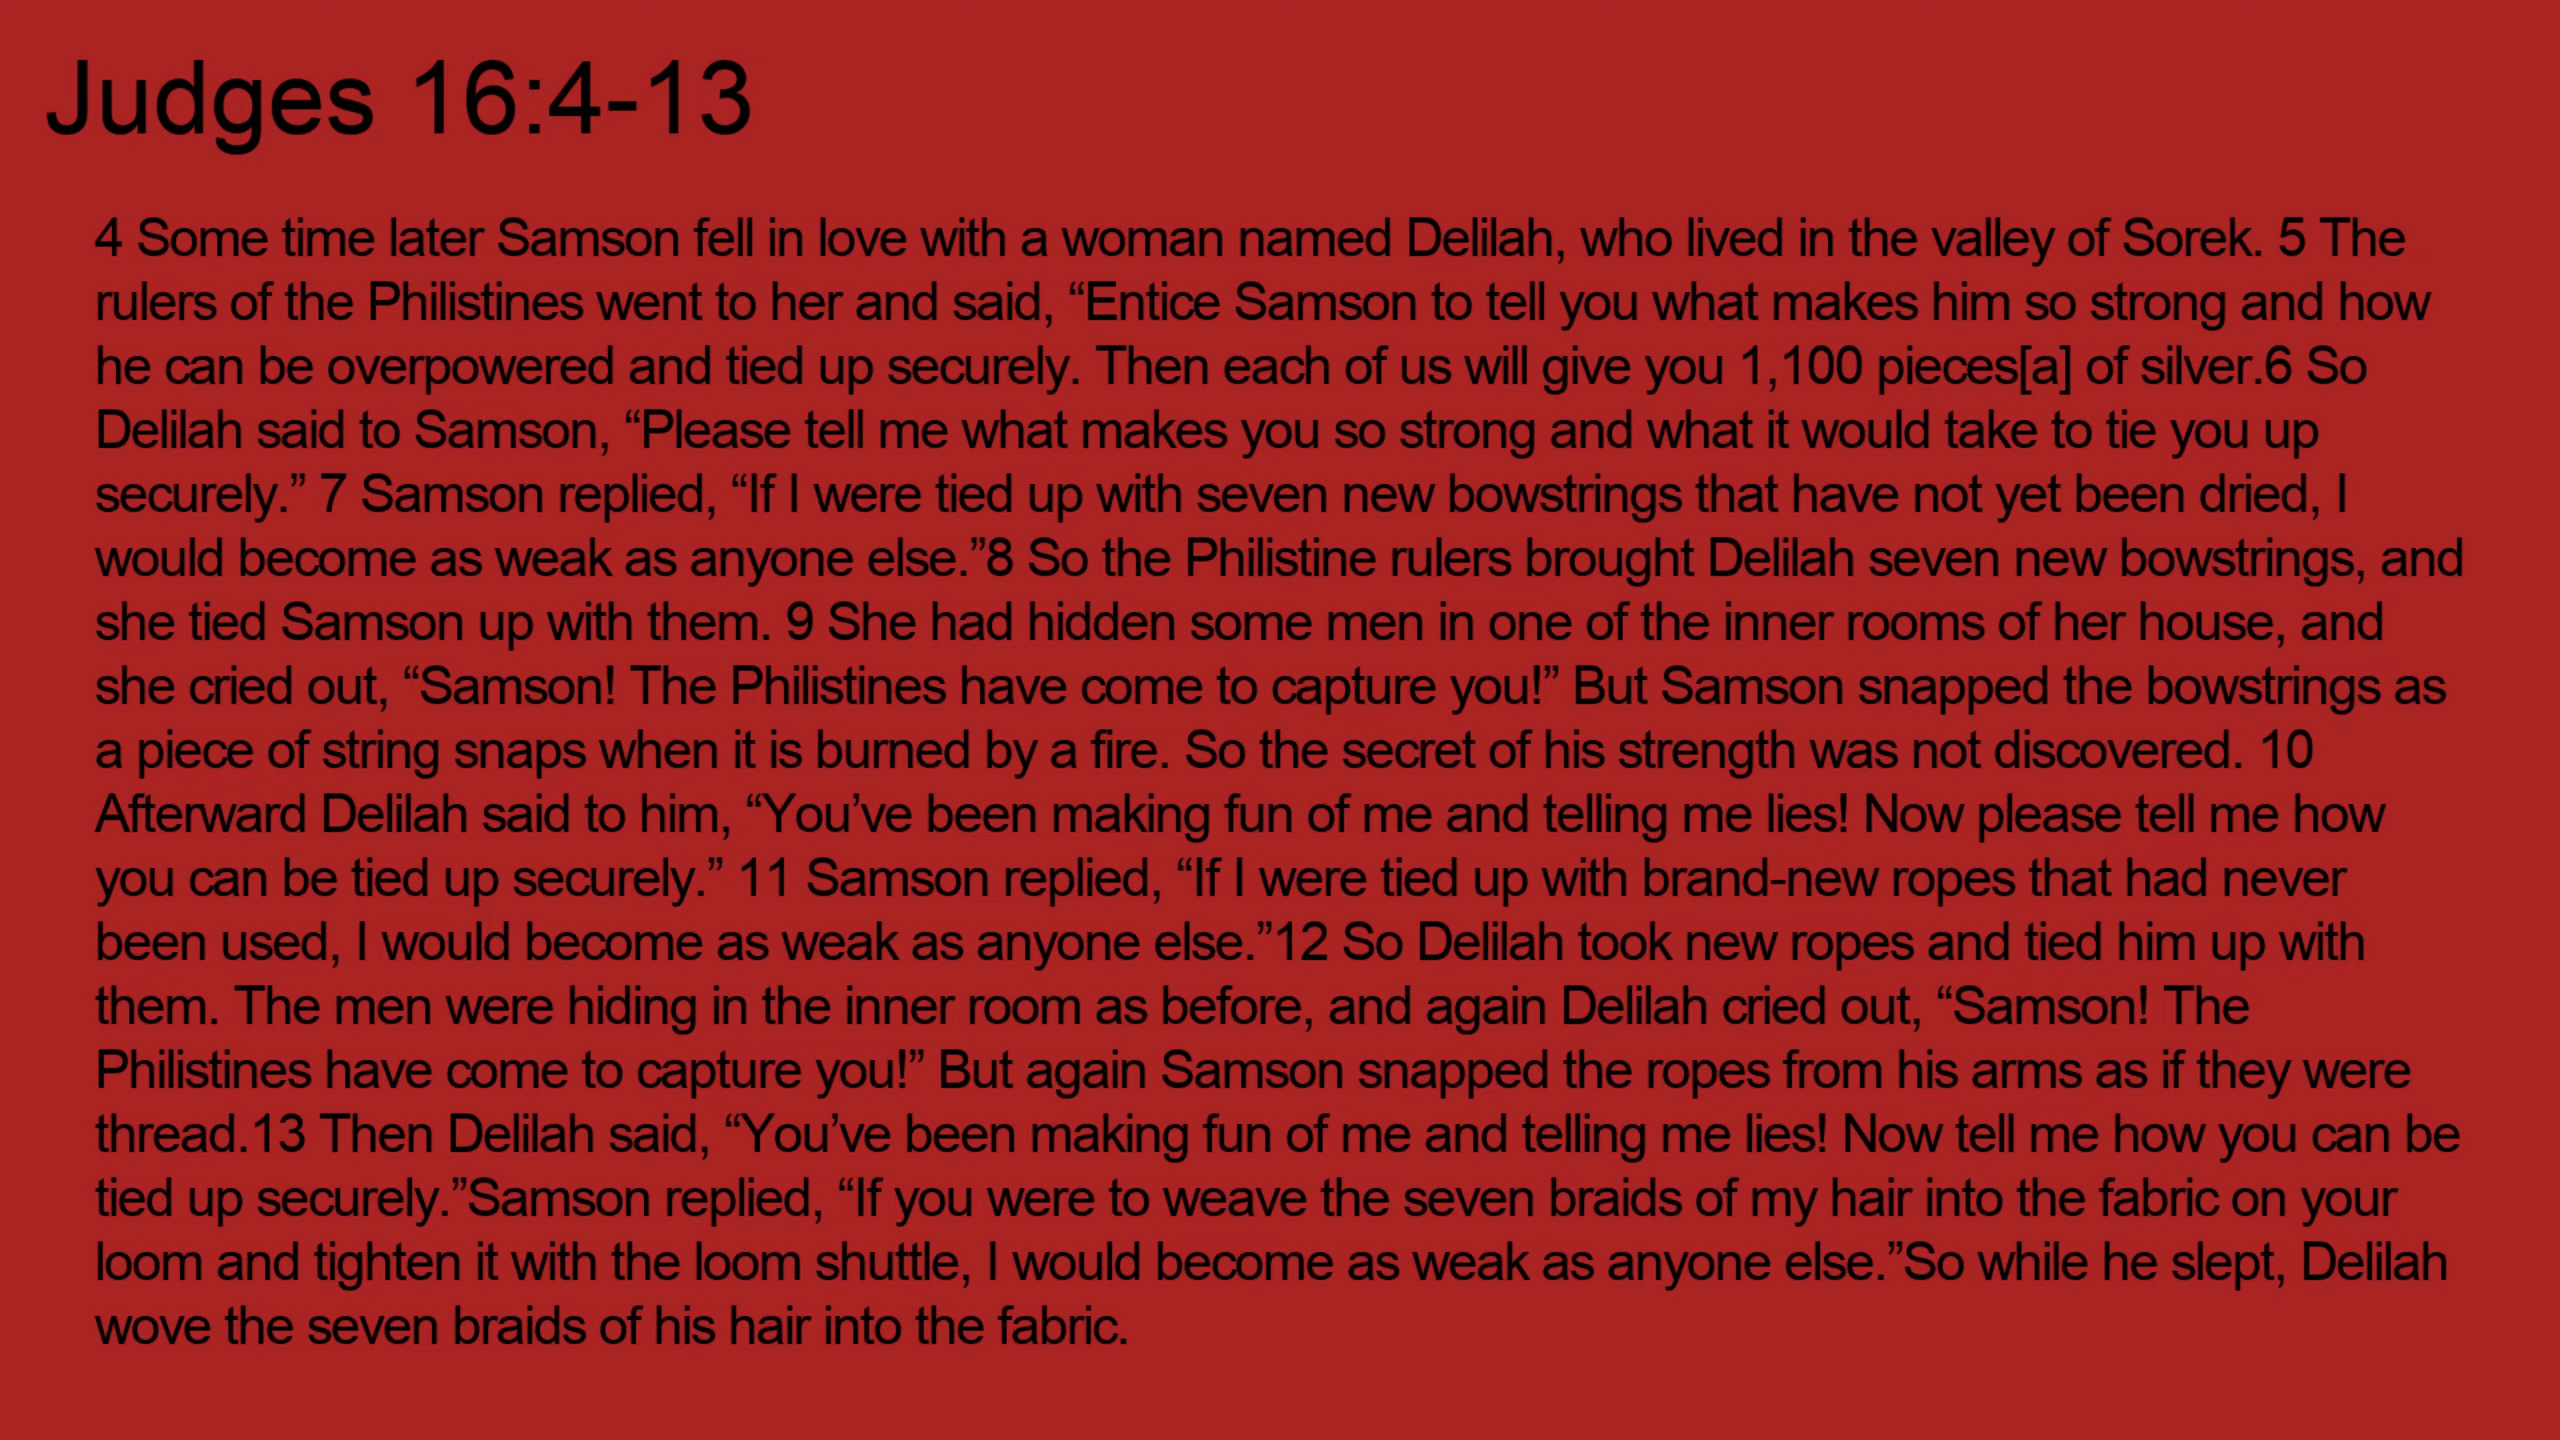 Judges 16:4-13
4 Some time later Samson fell in love with a woman named Delilah, who lived in the valley of Sorek. 5 The
rulers of the Philistines went to her and said, “Entice Samson to tell you what makes him so strong and how
he can be overpowered and tied up securely. Then each of us will give you 1,100 pieces[a] of silver.6 So
Delilah said to Samson, “Please tell me what makes you so strong and what it would take to tie you up
securely.” 7 Samson replied, “If I were tied up with seven new bowstrings that have not yet been dried, I
would become as weak as anyone else.”8 So the Philistine rulers brought Delilah seven new bowstrings, and
she tied Samson up with them. 9 She had hidden some men in one of the inner rooms of her house, and
she cried out, “Samson! The Philistines have come to capture you!” But Samson snapped the bowstrings as
a piece of string snaps when it is burned by a fire. So the secret of his strength was not discovered. 10
Afterward Delilah said to him, “You’ve been making fun of me and telling me lies! Now please tell me how
you can be tied up securely.” 11 Samson replied, “If I were tied up with brand-new ropes that had never
been used, I would become as weak as anyone else.”12 So Delilah took new ropes and tied him up with
them. The men were hiding in the inner room as before, and again Delilah cried out, “Samson! The
Philistines have come to capture you!” But again Samson snapped the ropes from his arms as if they were
thread.13 Then Delilah said, “You’ve been making fun of me and telling me lies! Now tell me how you can be
tied up securely.”Samson replied, “If you were to weave the seven braids of my hair into the fabric on your
loom and tighten it with the loom shuttle, I would become as weak as anyone else.”So while he slept, Delilah
wove the seven braids of his hair into the fabric.